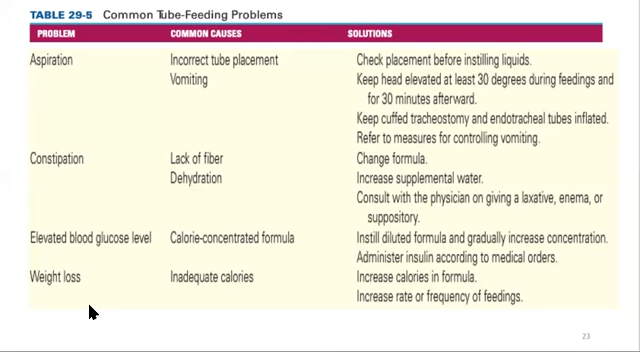 TABLE 29-5 Common Tube-Feeding Problems
PROBLEM COMMON CAUSES SOLUTIONS
Aspiration Incorrect tube placement Check placement before instilling liquids.
Vomiting Keep head elevated at least 30 degrees during feedings and
for 30 minutes afterward.
Keep cuffed tracheostomy and endotracheal tubes inflated.
Refer to measures for controlling vomiting.
Constipation Lack of fiber Change formula.
Dehydration Increase supplemental water.
Consult with the physician on giving a laxative, enema, or
suppository.
Elevated blood glucose level Calorie-concentrated formula Instill diluted formula and gradually increase concentration.
Administer insulin according to medical orders.
Weight loss Inadequate calories Increase calories in formula.
Increase rate or frequency of feedings.
23